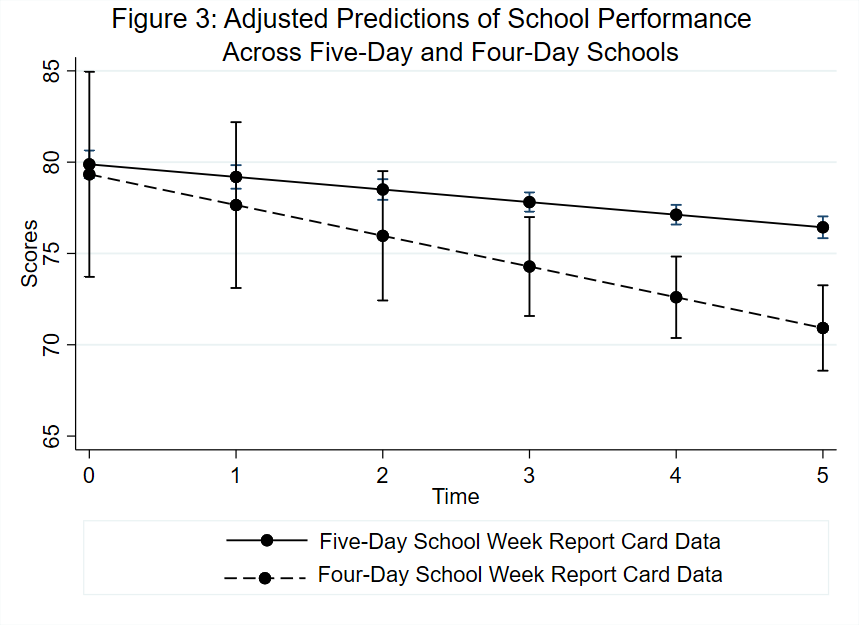 Figure 3: Adjusted Predictions of School Performance
Across Five-Day and Four-Day Schools
85
80
75
70
65
Scores
0 1 2 3 4 5
Time
Five-Day School Week Report Card Data
Four-Day School Week Report Card Data